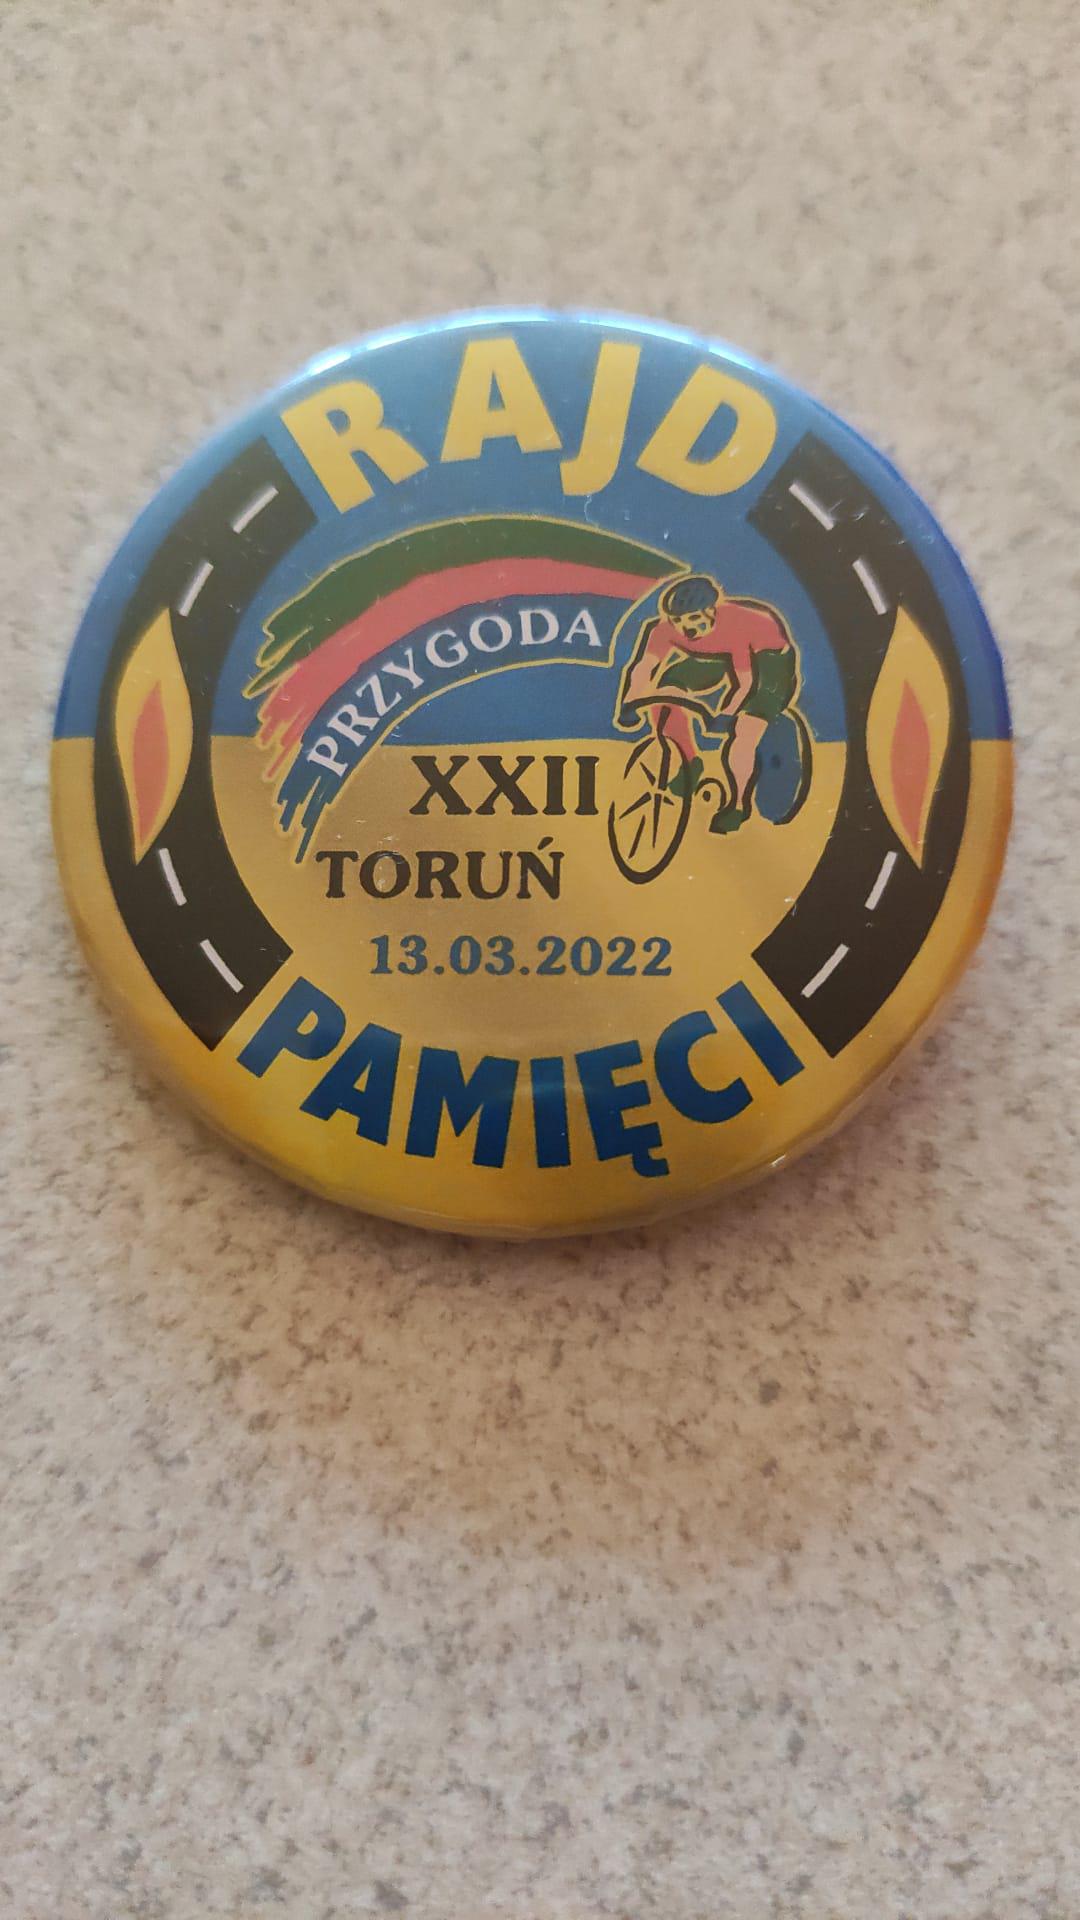 RAJD
PRZYGODA
XXII
TORUŃ
13.03.2022
PAMIĘCI